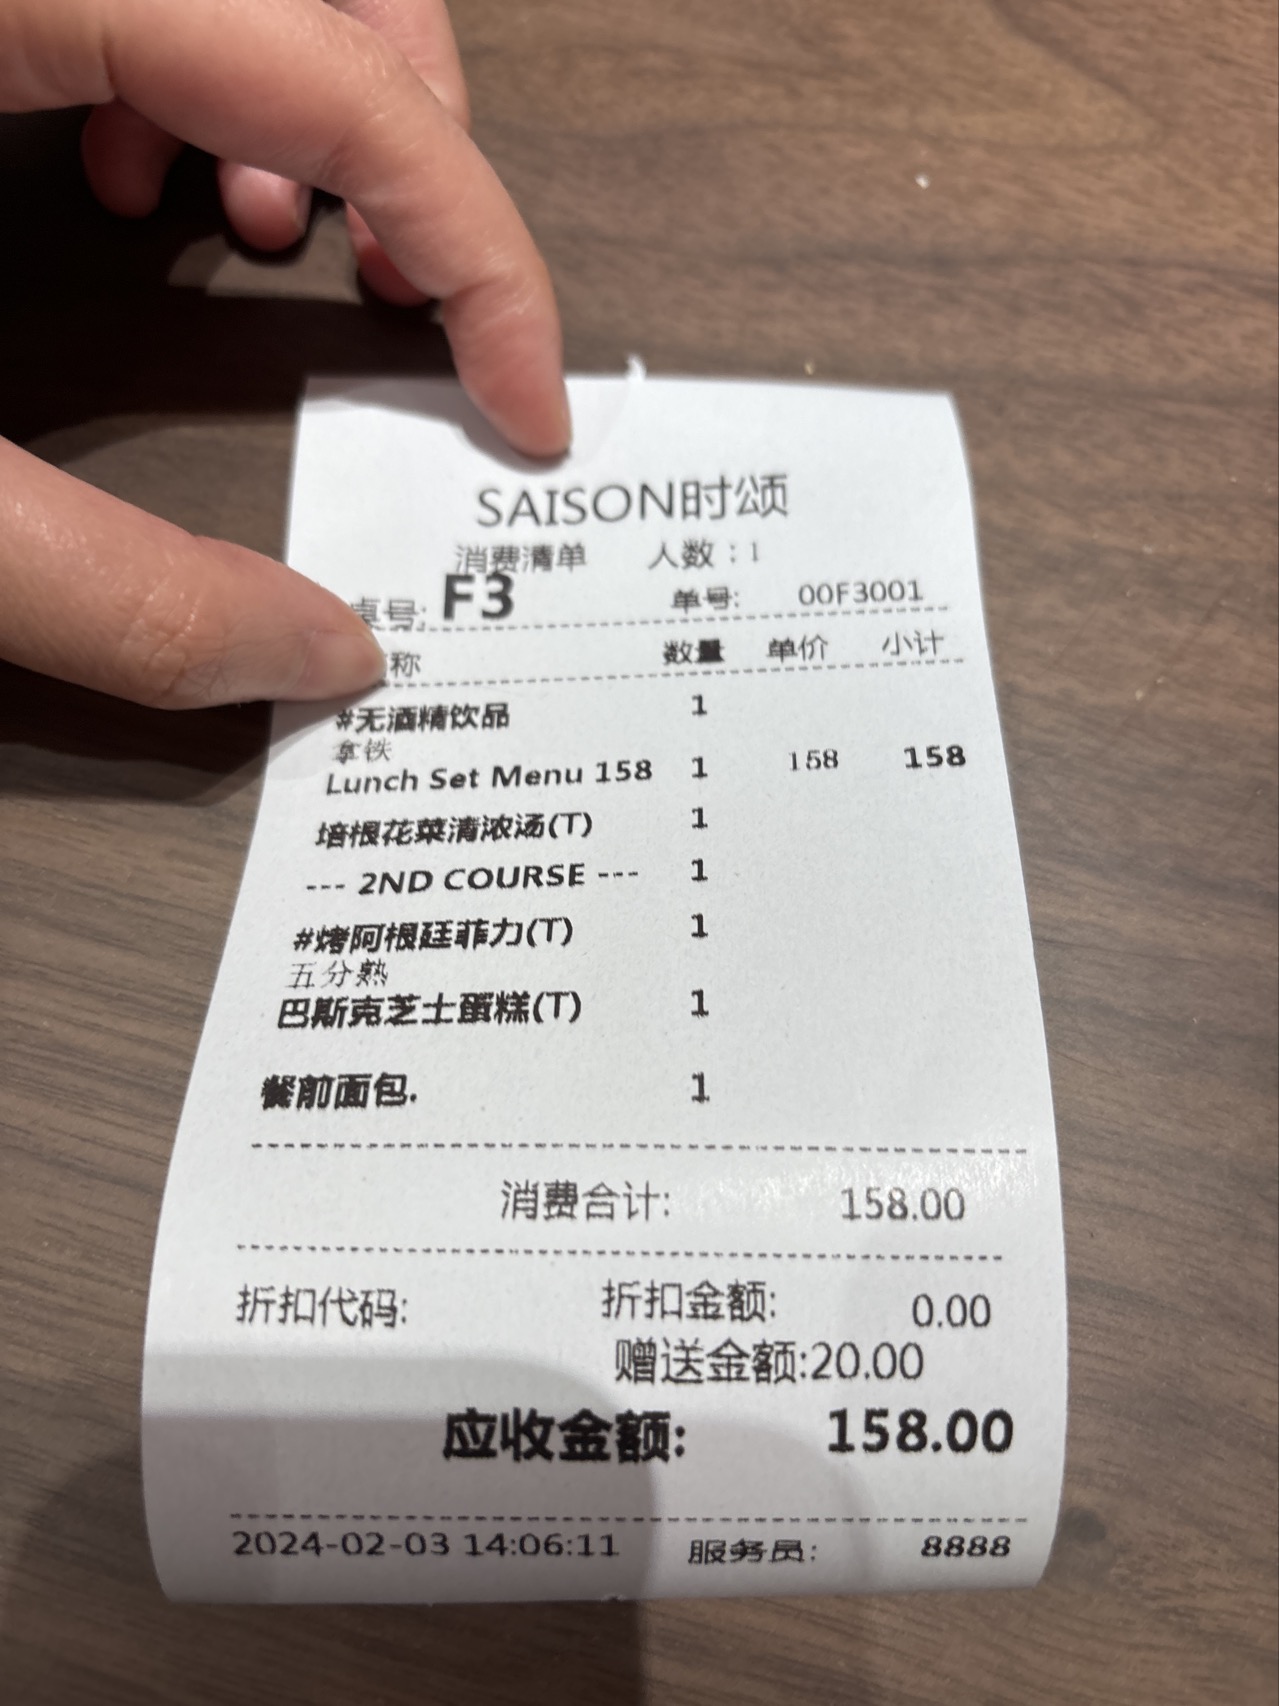 SAISON时颂
消费清单 人数：1
桌号: F3 单号: 00F3001
称 数量 单价 小计
#无酒精饮品 1
拿铁
Lunch Set Menu 158 1 158 158
培根花菜清浓汤(T) 1
--- 2ND COURSE --- 1
#烤阿根廷菲力(T) 1
五分熟
巴斯克芝士蛋糕(T) 1
餐前面包. 1
消费合计: 158.00
折扣代码: 折扣金额: 0.00
赠送金额:20.00
应收金额: 158.00
2024-02-03 14:06:11 服务员: 8888